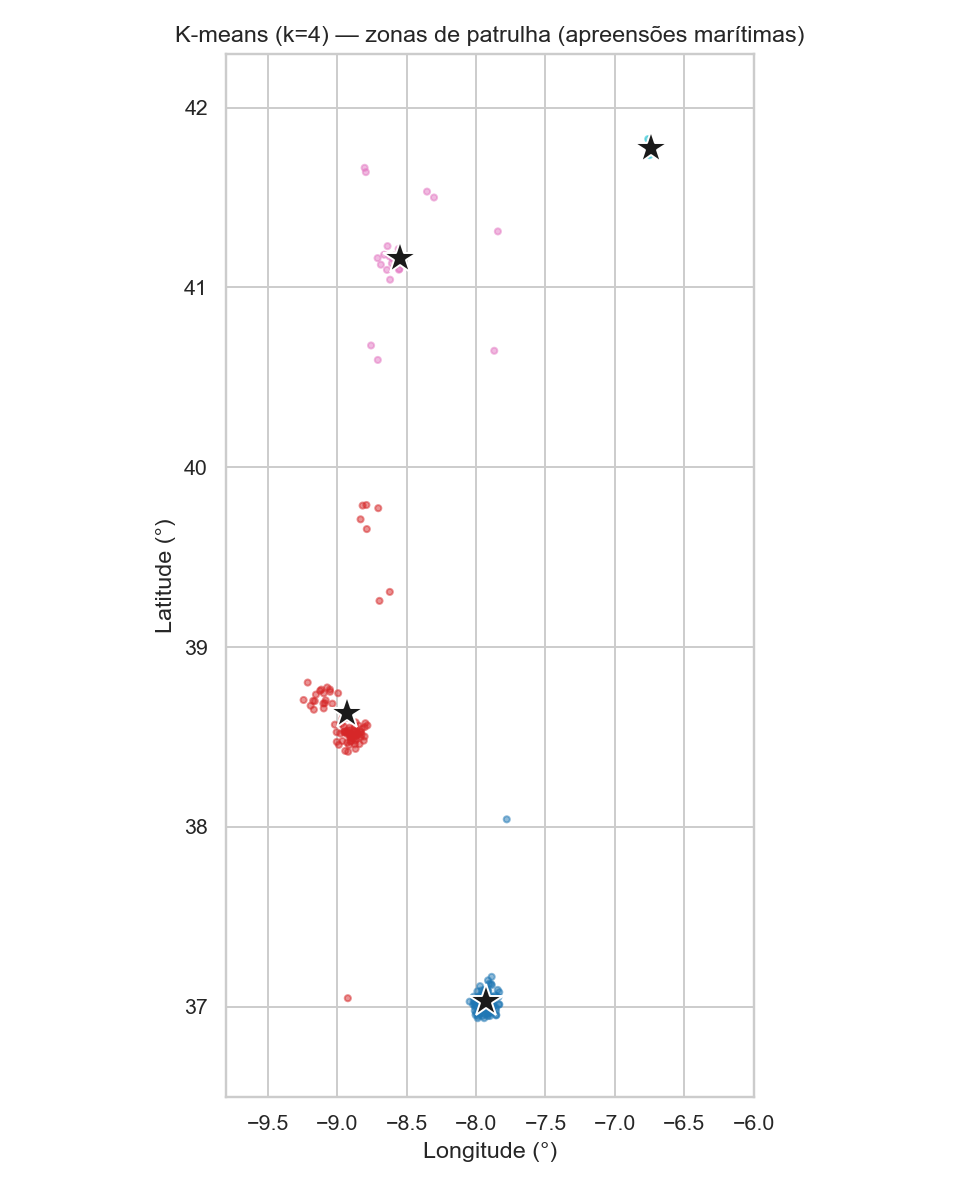 K-means (k=4) — zonas de patrulha (apreensões marítimas)
42
41
40
39
38
37
Latitude (°)
−9.5 −9.0 −8.5 −8.0 −7.5 −7.0 −6.5 −6.0
Longitude (°)